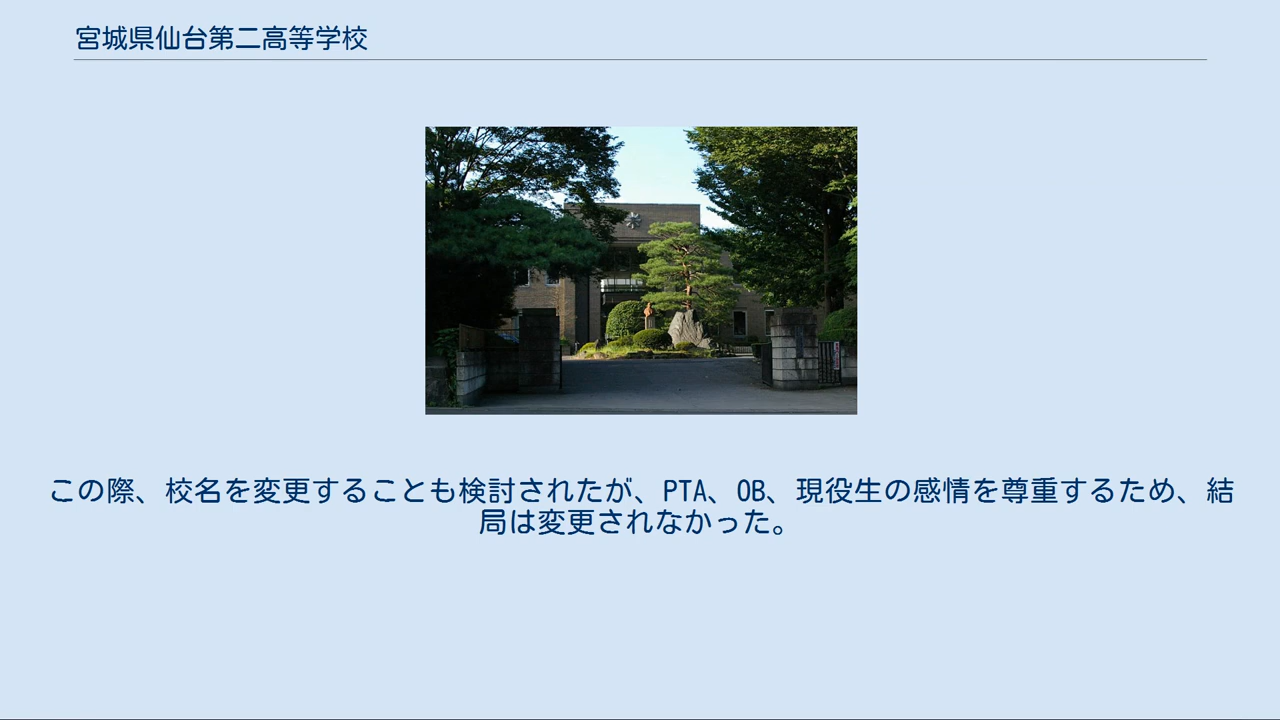 宮城県仙台第二高等学校
この際、校名を変更することも検討されたが、PTA、OB、現役生の感情を尊重するため、結
局は変更されなかった。